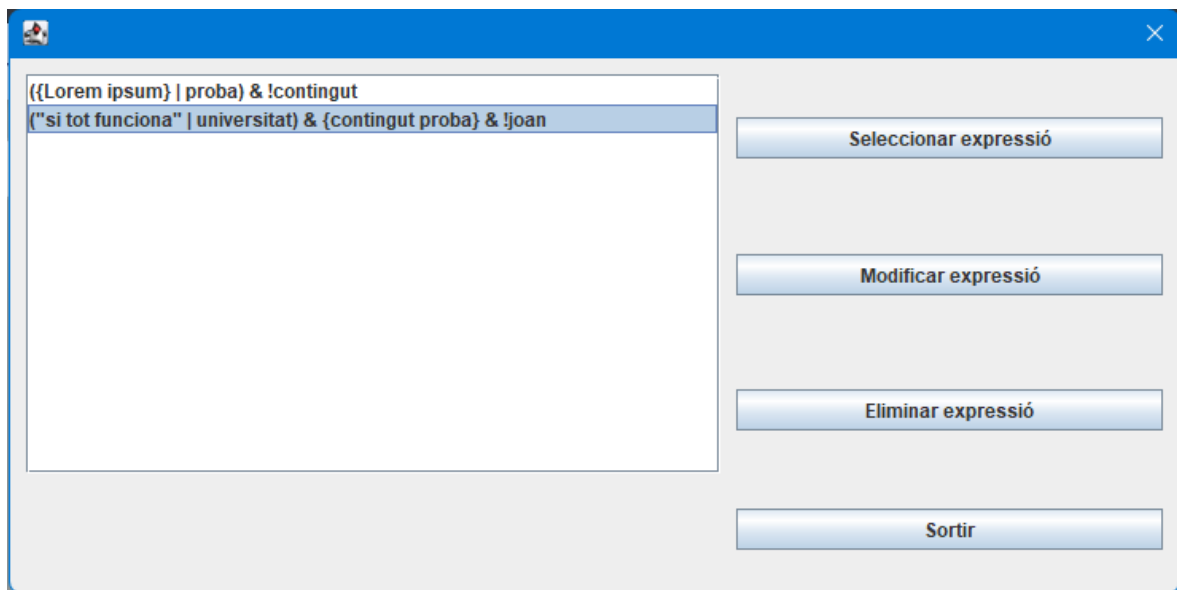 ({Lorem ipsum} | proba) & !contingut
("si tot funciona" | universitat) & {contingut proba} & !joan
Seleccionar expressió
Modificar expressió
Eliminar expressió
Sortir